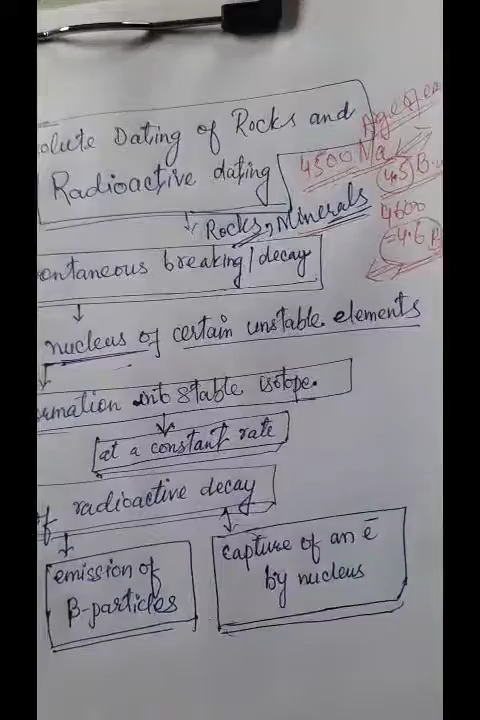 olute Dating of Rocks and
Radioactive dating
Rocks, Minerals
4500 Ma
4.5 B
4600
=4.6 B
ontaneous breaking/decay
nucleus of certain unstable elements
rmation into stable isotope.
at a constant rate
of radioactive decay
emission of
β-particles
capture of an ē
by nucleus